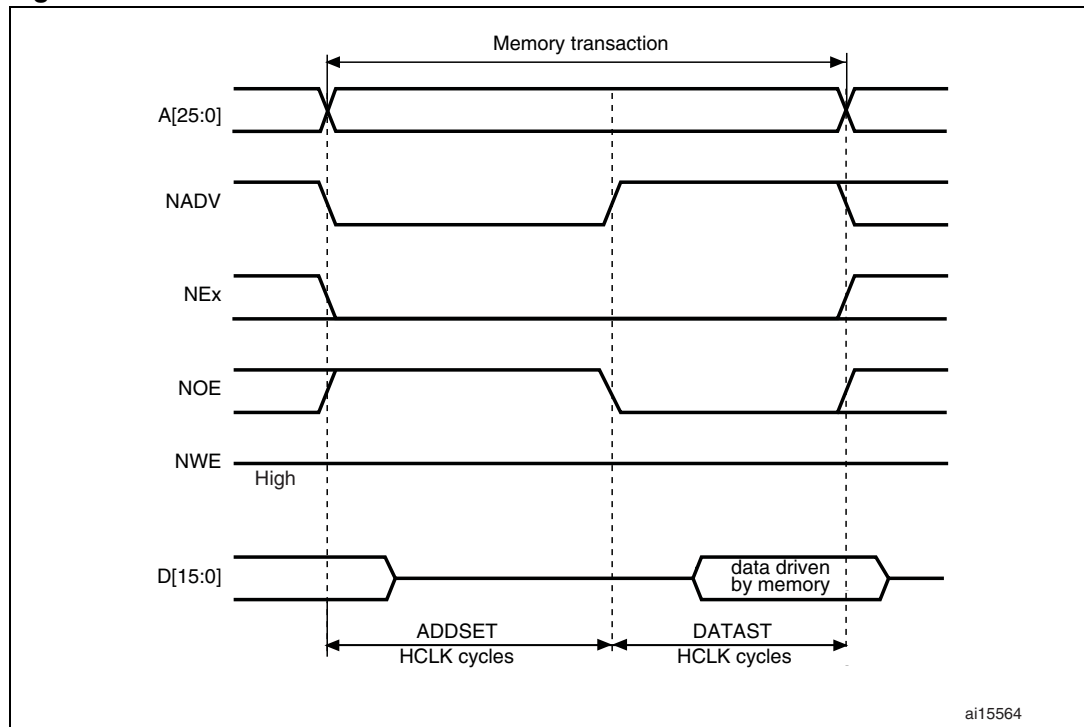 Memory transaction
A[25:0]
NADV
NEx
NOE
NWE
High
D[15:0]
data driven
by memory
ADDSET
HCLK cycles
DATAST
HCLK cycles
ai15564